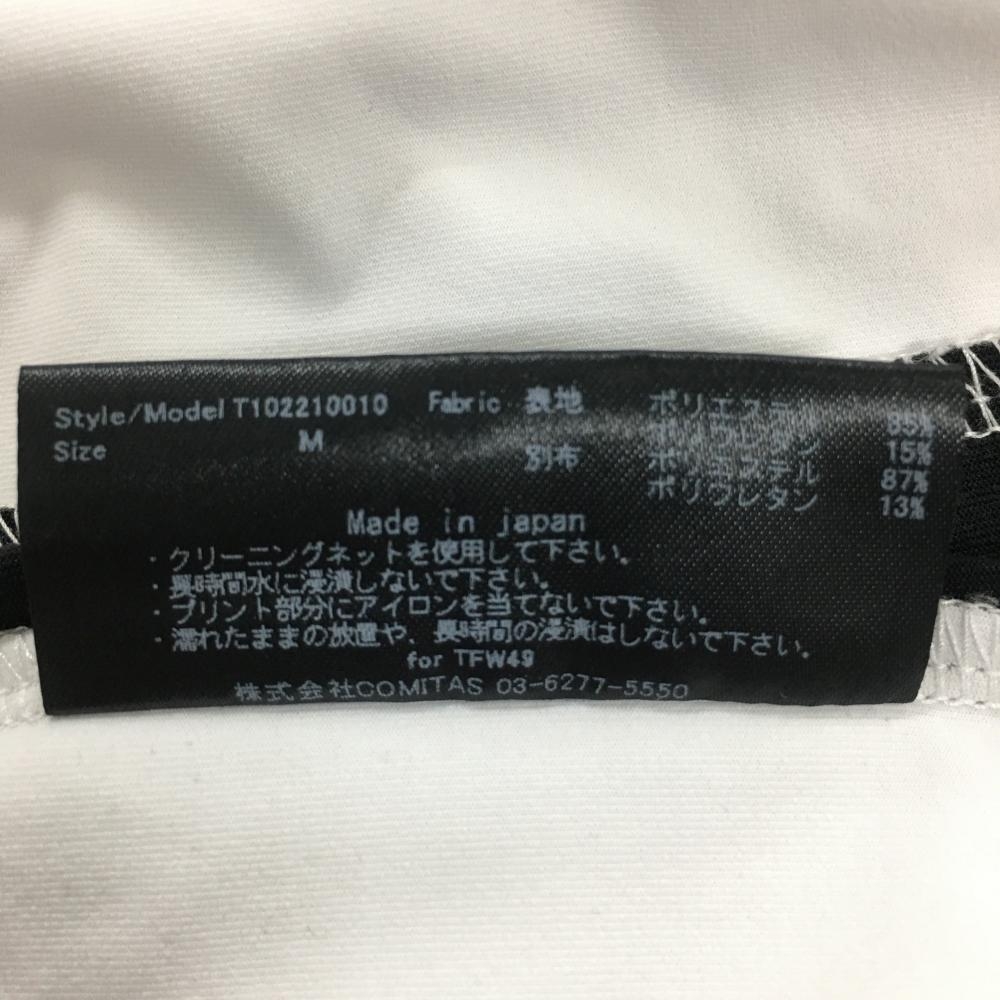 Style/Model T102210010 Fabric 表地 ポリエステル 85%
ポリウレタン 15%
Size M 別布 ポリエステル 87%
ポリウレタン 13%
Made in japan
・クリーニングネットを使用して下さい。
・長時間水に浸漬しないで下さい。
・プリント部分にアイロンを当てないで下さい。
・濡れたままの放置や、長時間の浸漬はしないで下さい。
for TFW49
株式会社COMITAS 03-6277-5550